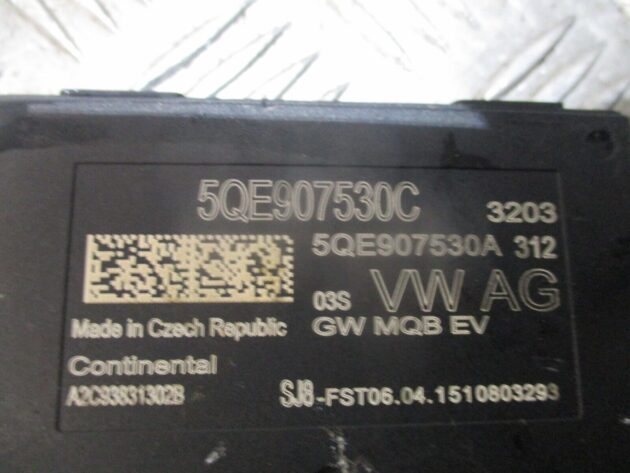 5QE907530C 3203
5QE907530A 312
03S VW AG
Made in Czech Republic GW MQB EV
Continental
A2C93831302B SJ8-FST06.04.1510803293